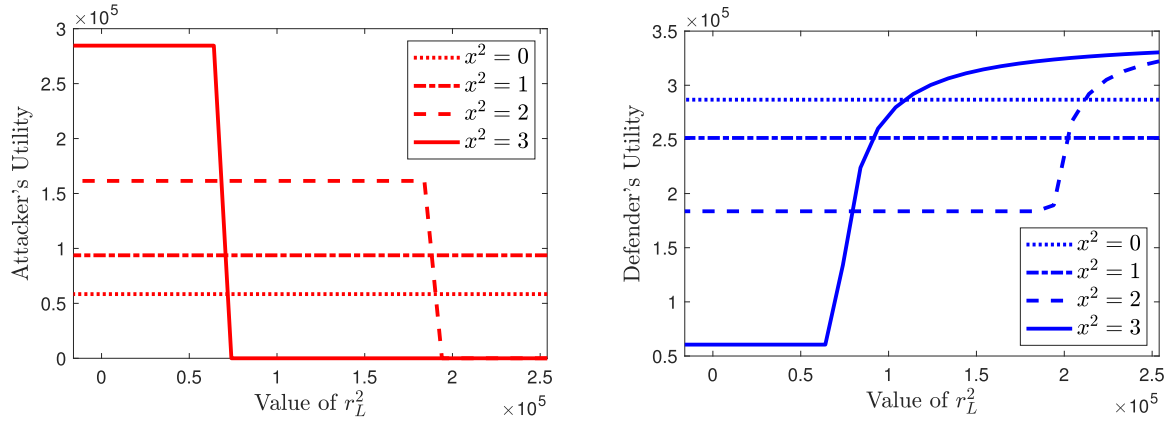 ×10^5
3
2.5
2
1.5
1
0.5
0
Attacker's Utility
x^2 = 0
x^2 = 1
x^2 = 2
x^2 = 3
0 0.5 1 1.5 2 2.5
Value of r_L^2
×10^5
×10^5
3.5
3
2.5
2
1.5
1
0.5
Defender's Utility
x^2 = 0
x^2 = 1
x^2 = 2
x^2 = 3
0 0.5 1 1.5 2 2.5
Value of r_L^2
×10^5